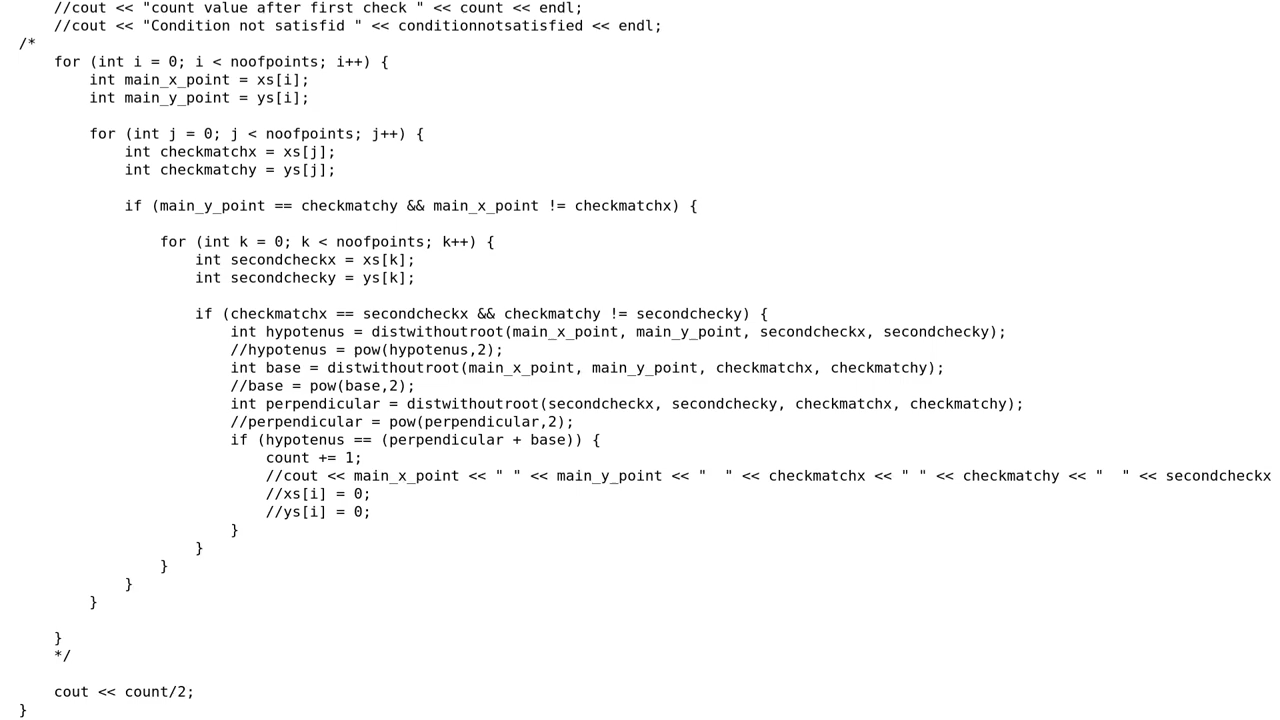 //cout << "count value after first check " << count << endl;
//cout << "Condition not satisfid " << conditionnotsatisfied << endl;
/*
for (int i = 0; i < noofpoints; i++) {
int main_x_point = xs[i];
int main_y_point = ys[i];
for (int j = 0; j < noofpoints; j++) {
int checkmatchx = xs[j];
int checkmatchy = ys[j];
if (main_y_point == checkmatchy && main_x_point != checkmatchx) {
for (int k = 0; k < noofpoints; k++) {
int secondcheckx = xs[k];
int secondchecky = ys[k];
if (checkmatchx == secondcheckx && checkmatchy != secondchecky) {
int hypotenus = distwithoutroot(main_x_point, main_y_point, secondcheckx, secondchecky);
//hypotenus = pow(hypotenus,2);
int base = distwithoutroot(main_x_point, main_y_point, checkmatchx, checkmatchy);
//base = pow(base,2);
int perpendicular = distwithoutroot(secondcheckx, secondchecky, checkmatchx, checkmatchy);
//perpendicular = pow(perpendicular,2);
if (hypotenus == (perpendicular + base)) {
count += 1;
//cout << main_x_point << " " << main_y_point << "  " << checkmatchx << " " << checkmatchy << "  " << secondcheckx
//xs[i] = 0;
//ys[i] = 0;
}
}
}
}
}
}
*/
cout << count/2;
}